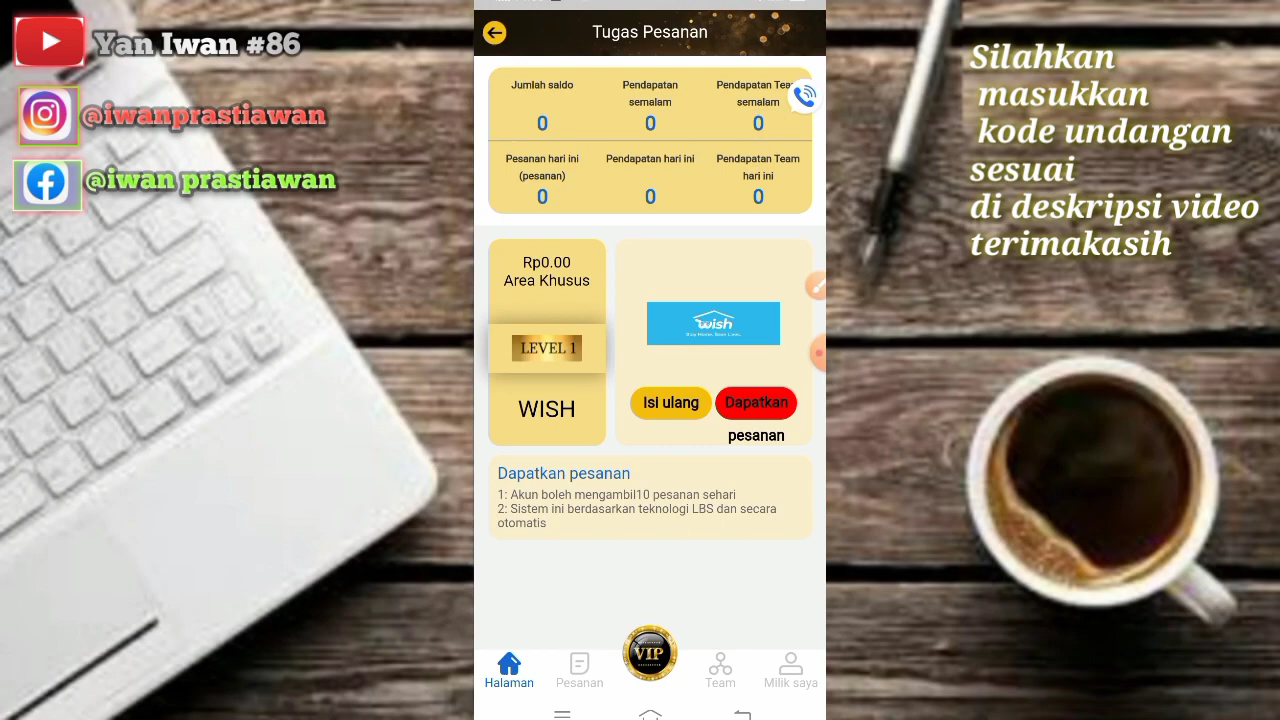 Yan Iwan #86
@iwanprastiawan
@iwan prastiawan
Tugas Pesanan
Jumlah saldo
0
Pendapatan
semalam
0
Pendapatan Team
semalam
0
Pesanan hari ini
(pesanan)
0
Pendapatan hari ini
0
Pendapatan Team
hari ini
0
Rp0.00
Area Khusus
LEVEL 1
WISH
wish
Isi ulang
Dapatkan
pesanan
Dapatkan pesanan
1: Akun boleh mengambil10 pesanan sehari
2: Sistem ini berdasarkan teknologi LBS dan secara
otomatis
VIP
Halaman
Pesanan
Team
Milik saya
Silahkan
masukkan
kode undangan
sesuai
di deskripsi video
terimakasih